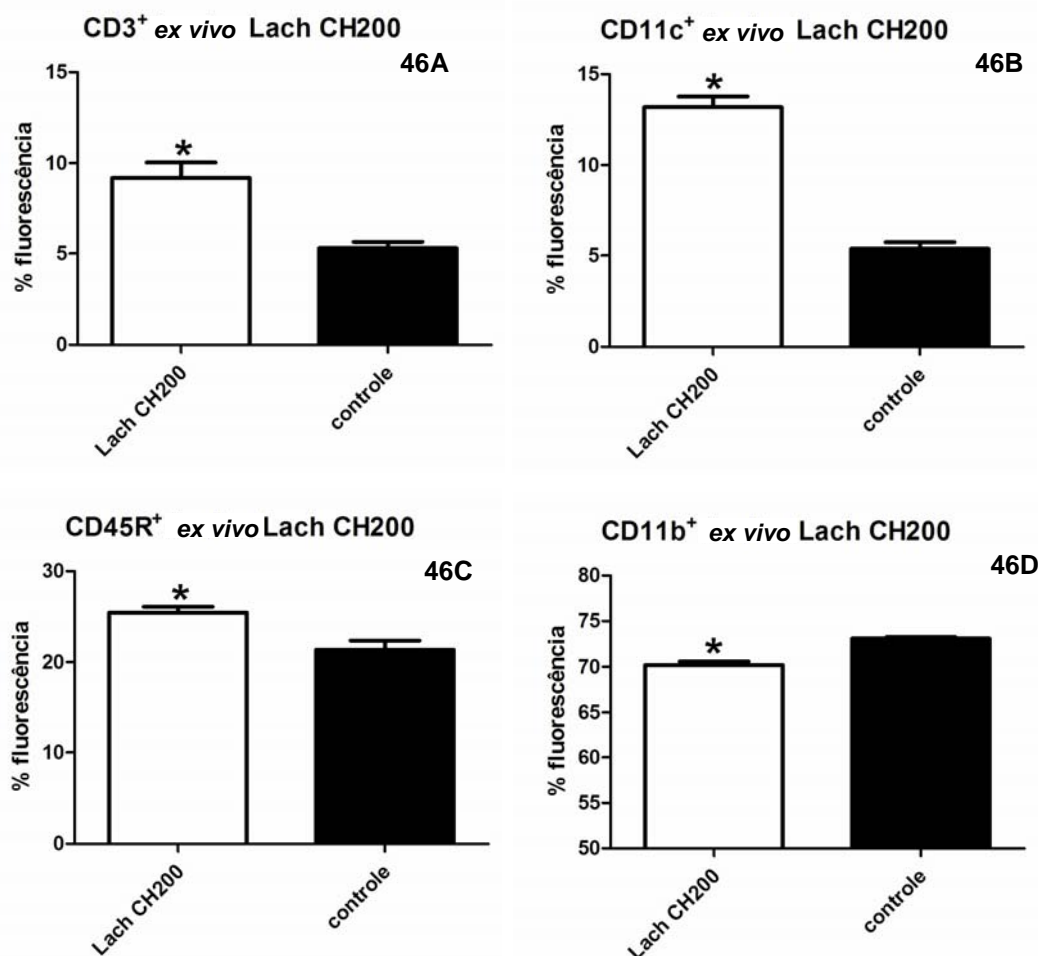 CD3⁺ ex vivo Lach CH200
46A
% fluorescência
15
10
5
0
*
Lach CH200
controle
CD11c⁺ ex vivo Lach CH200
46B
% fluorescência
15
10
5
0
*
Lach CH200
controle
CD45R⁺ ex vivo Lach CH200
46C
% fluorescência
30
20
10
0
*
Lach CH200
controle
CD11b⁺ ex vivo Lach CH200
46D
% fluorescência
80
75
70
65
60
55
50
*
Lach CH200
controle